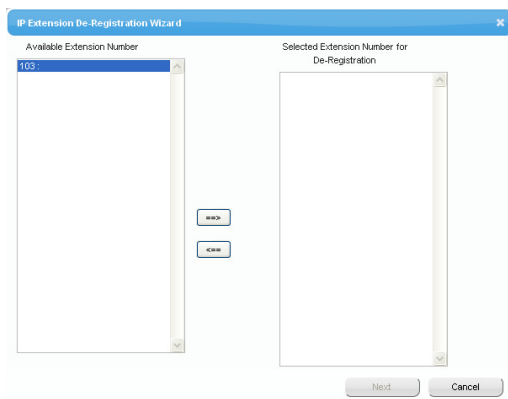 IP Extension De-Registration Wizard
Available Extension Number
Selected Extension Number for
De-Registration
103 :
==>
<==
Next
Cancel